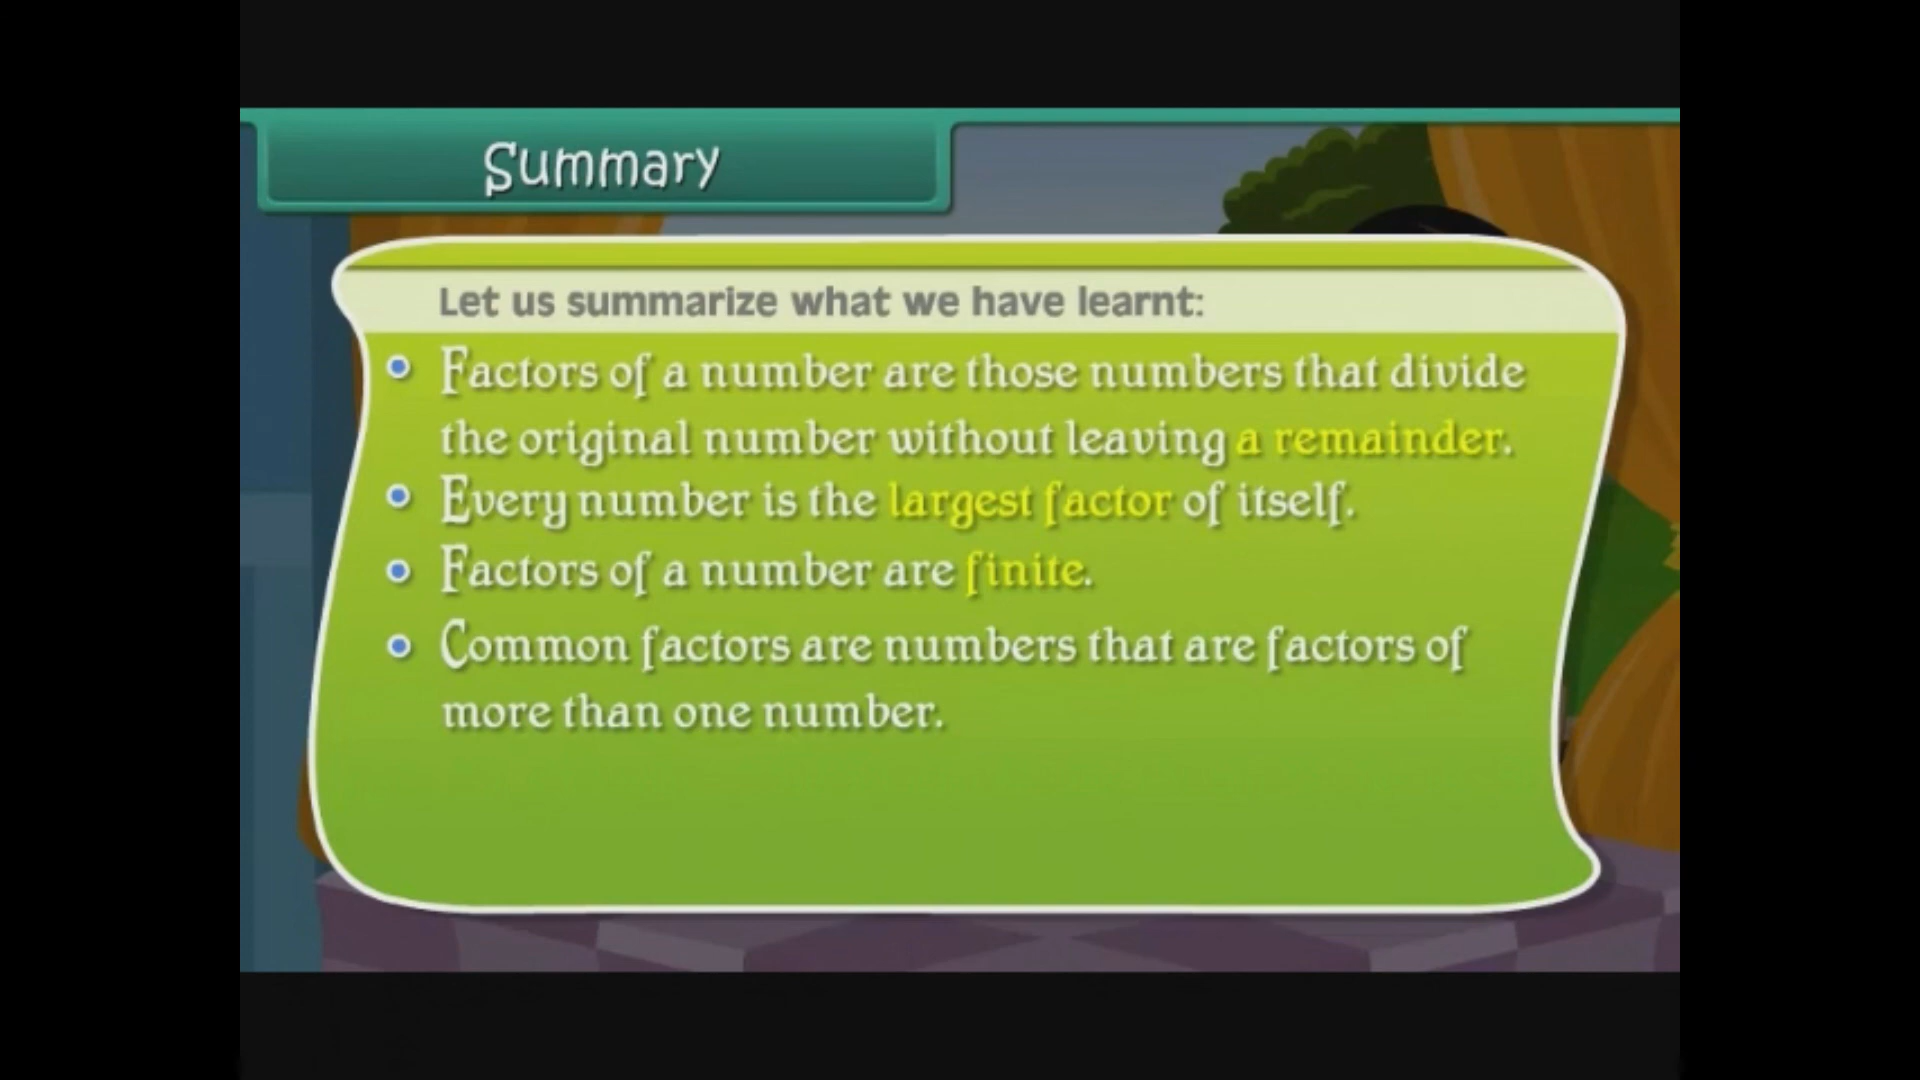 Summary
Let us summarize what we have learnt:
Factors of a number are those numbers that divide
the original number without leaving a remainder.
Every number is the largest factor of itself.
Factors of a number are finite.
Common factors are numbers that are factors of
more than one number.